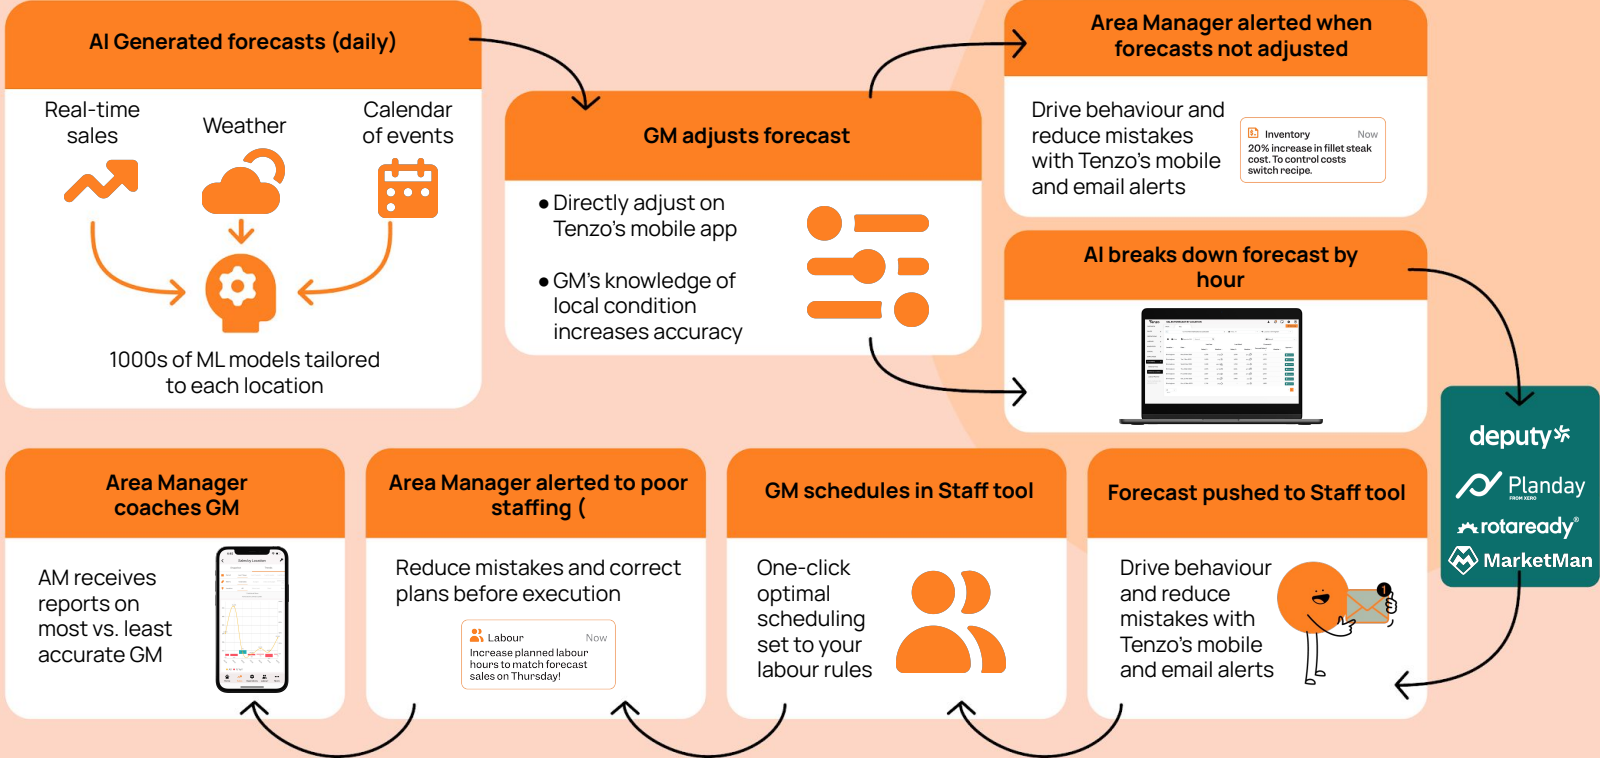 AI Generated forecasts (daily)
Real-time
sales
Weather
Calendar
of events
1000s of ML models tailored
to each location
GM adjusts forecast
● Directly adjust on
Tenzo's mobile app
● GM's knowledge of
local condition
increases accuracy
Area Manager alerted when
forecasts not adjusted
Drive behaviour and
reduce mistakes
with Tenzo's mobile
and email alerts
Inventory Now
20% increase in fillet steak
cost. To control costs
switch recipe.
AI breaks down forecast by
hour
deputy
Planday
FROM XERO
rotaready®
MarketMan
Forecast pushed to Staff tool
Drive behaviour
and reduce
mistakes with
Tenzo's mobile
and email alerts
1
GM schedules in Staff tool
One-click
optimal
scheduling
set to your
labour rules
Area Manager alerted to poor
staffing (
Reduce mistakes and correct
plans before execution
Labour Now
Increase planned labour
hours to match forecast
sales on Thursday!
Area Manager
coaches GM
AM receives
reports on
most vs. least
accurate GM